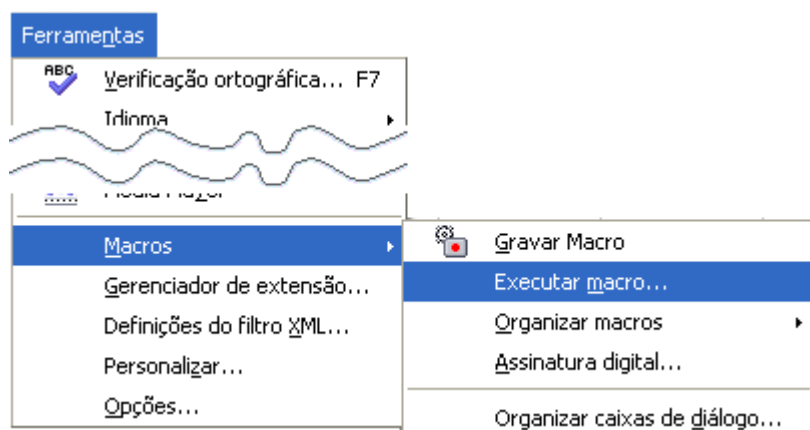 Ferramentas
ABC
Verificação ortográfica... F7
Idioma
Macros
Gerenciador de extensão...
Definições do filtro XML...
Personalizar...
Opções...
Gravar Macro
Executar macro...
Organizar macros
Assinatura digital...
Organizar caixas de diálogo...